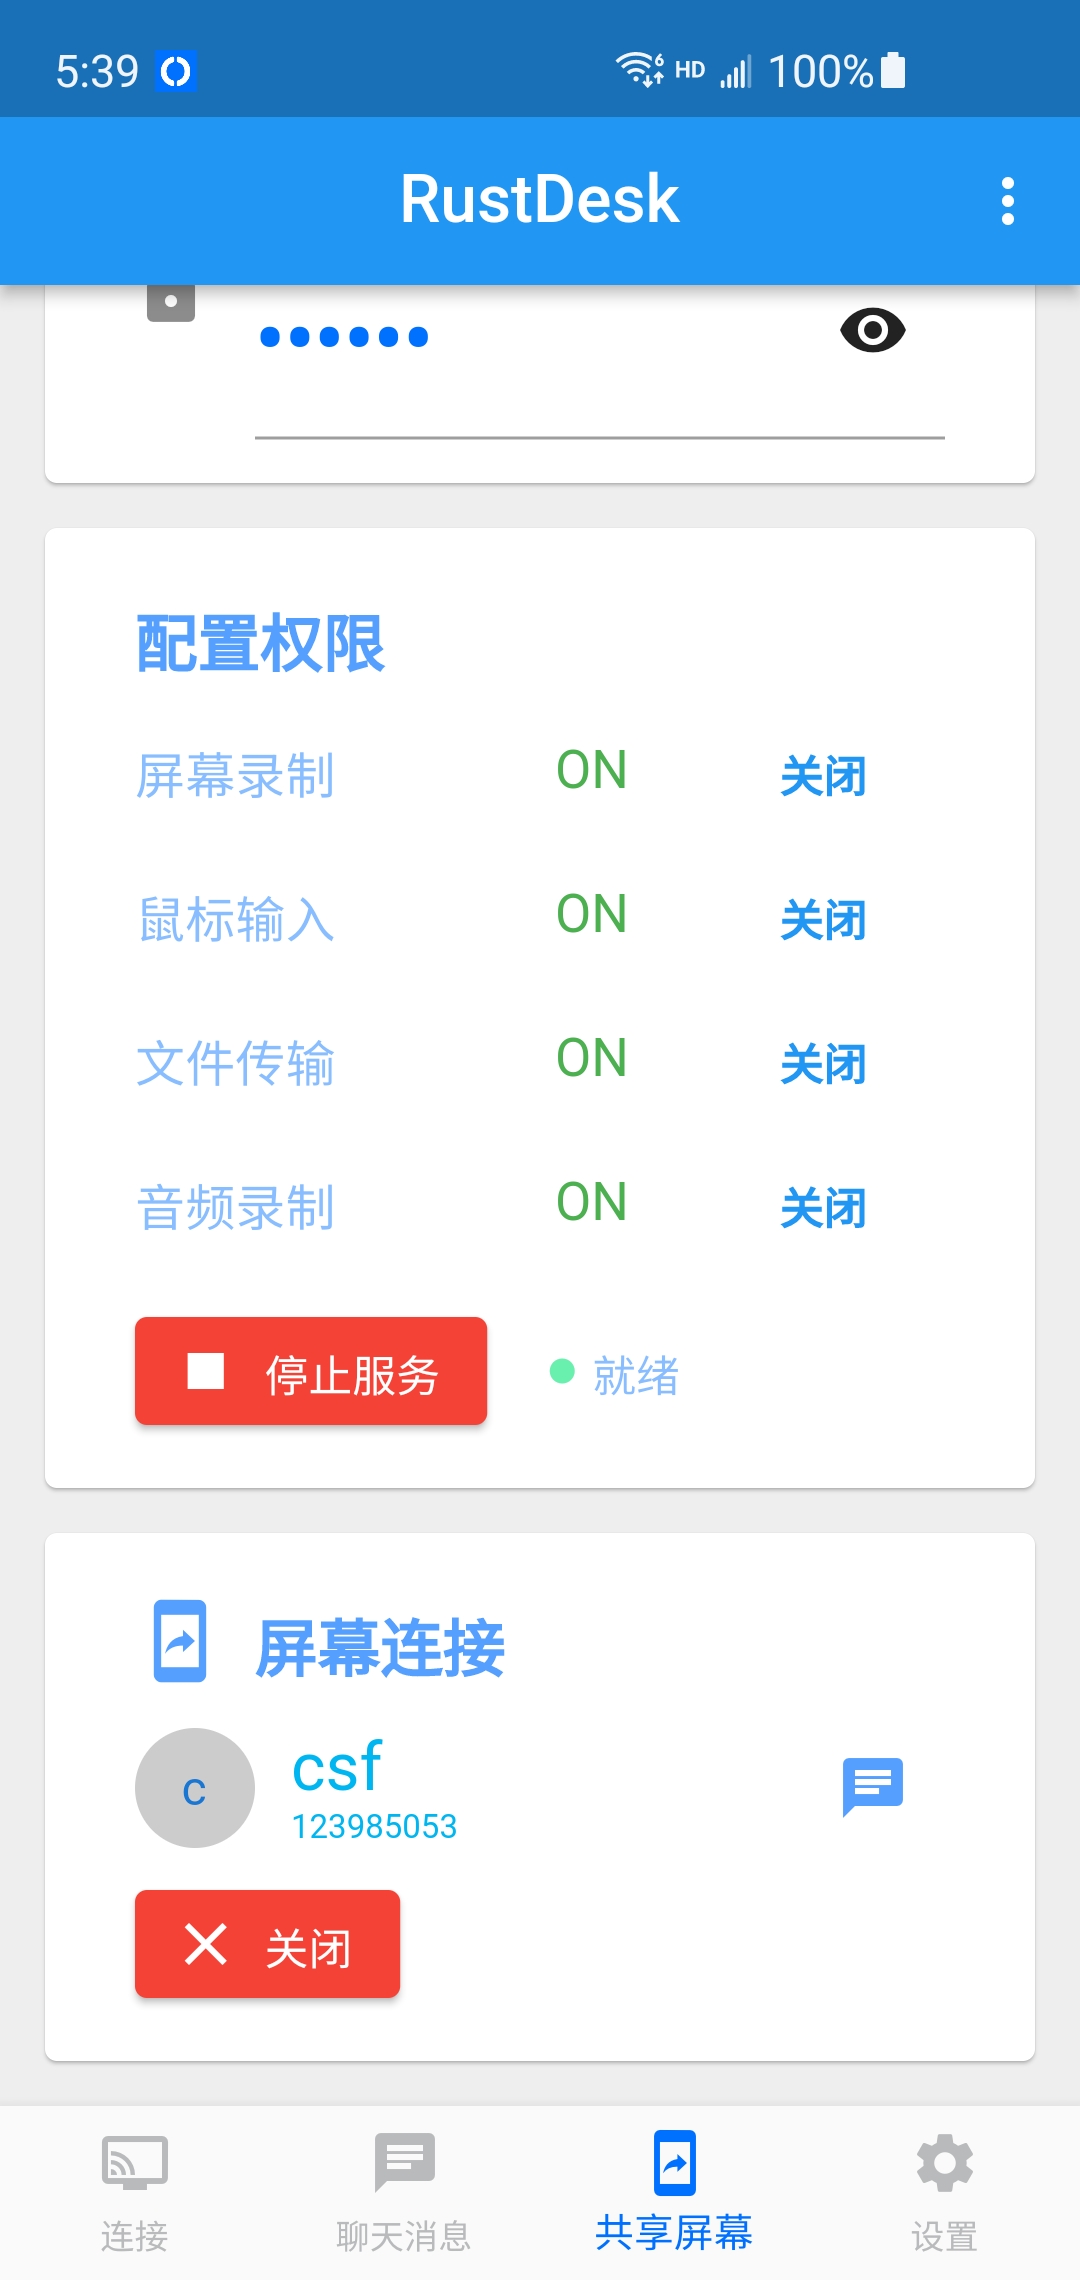 5:39 HD 100%
RustDesk
••••••
配置权限
屏幕录制 ON 关闭
鼠标输入 ON 关闭
文件传输 ON 关闭
音频录制 ON 关闭
停止服务 就绪
屏幕连接
c csf
123985053
关闭
连接 聊天消息 共享屏幕 设置